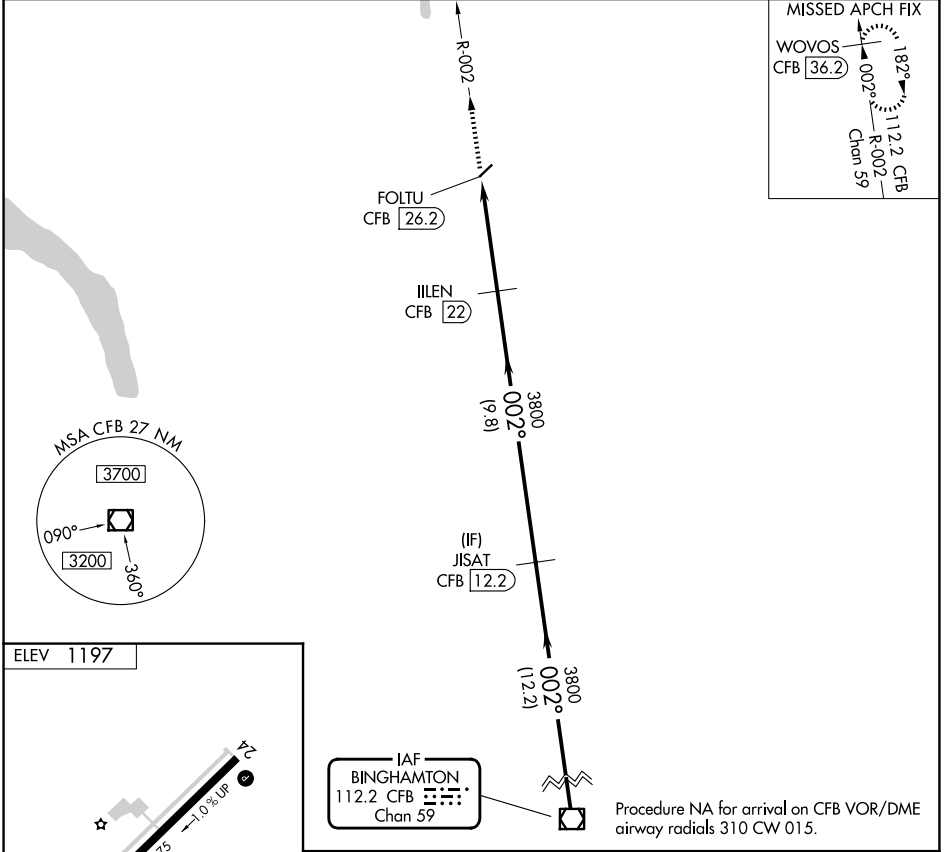 MISSED APCH FIX
WOVOS
CFB 36.2
182°
002°
112.2 CFB
R-002
Chan 59
R-002
FOLTU
CFB 26.2
IILEN
CFB 22
3800
002°
(9.8)
MSA CFB 27 NM
3700
090°
3200
360°
(IF)
JISAT
CFB 12.2
3800
002°
(12.2)
ELEV 1197
24
P
1.0% UP
75
IAF
BINGHAMTON
112.2 CFB
Chan 59
Procedure NA for arrival on CFB VOR/DME
airway radials 310 CW 015.